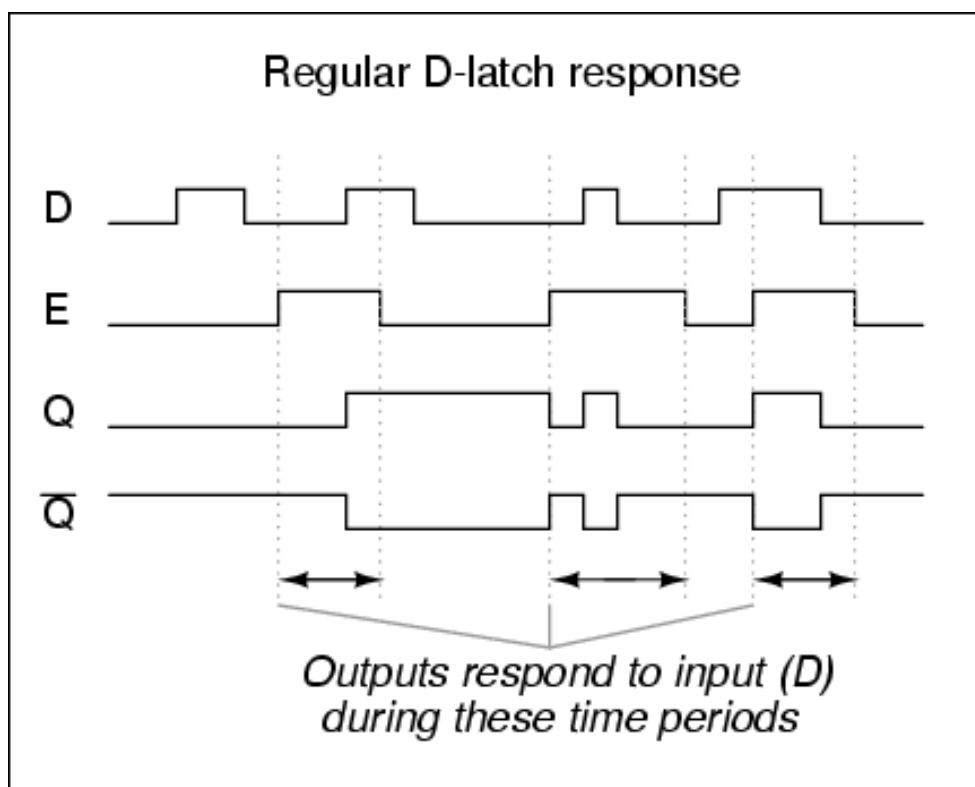 Regular D-latch response
D
E
Q
Q̅
Outputs respond to input (D)
during these time periods